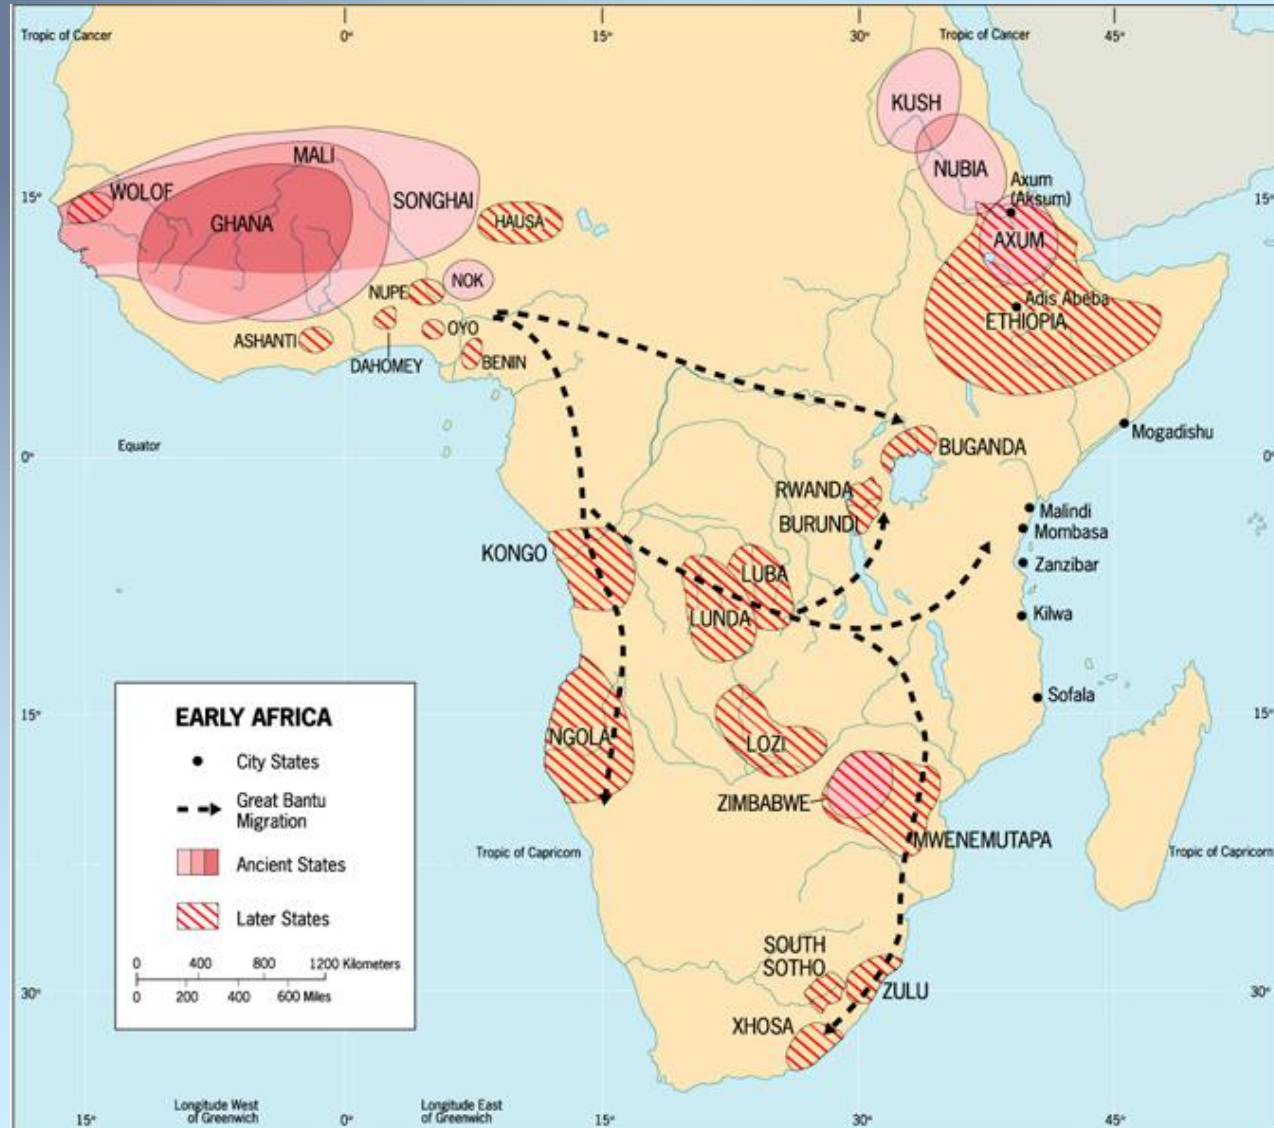 Tropic of Cancer
0°
15°
30°
Tropic of Cancer
45°
KUSH
NUBIA
MALI
WOLOF
SONGHAI
GHANA
HAUSA
15°
Axum
(Aksum)
15°
AXUM
NOK
NUPE
Adis Abeba
ETHIOPIA
ASHANTI
OYO
DAHOMEY
BENIN
Mogadishu
Equator
BUGANDA
0°
0°
RWANDA
BURUNDI
Malindi
Mombasa
KONGO
Zanzibar
LUBA
LUNDA
Kilwa
Sofala
15°
15°
EARLY AFRICA
City States
Great Bantu
Migration
Ancient States
Later States
0 400 800 1200 Kilometers
0 200 400 600 Miles
NGOLA
LOZI
ZIMBABWE
MWENEMUTAPA
Tropic of Capricorn
Tropic of Capricorn
SOUTH
SOTHO
ZULU
XHOSA
30°
30°
15°
Longitude West
of Greenwich
0°
Longitude East
of Greenwich
15°
30°
45°